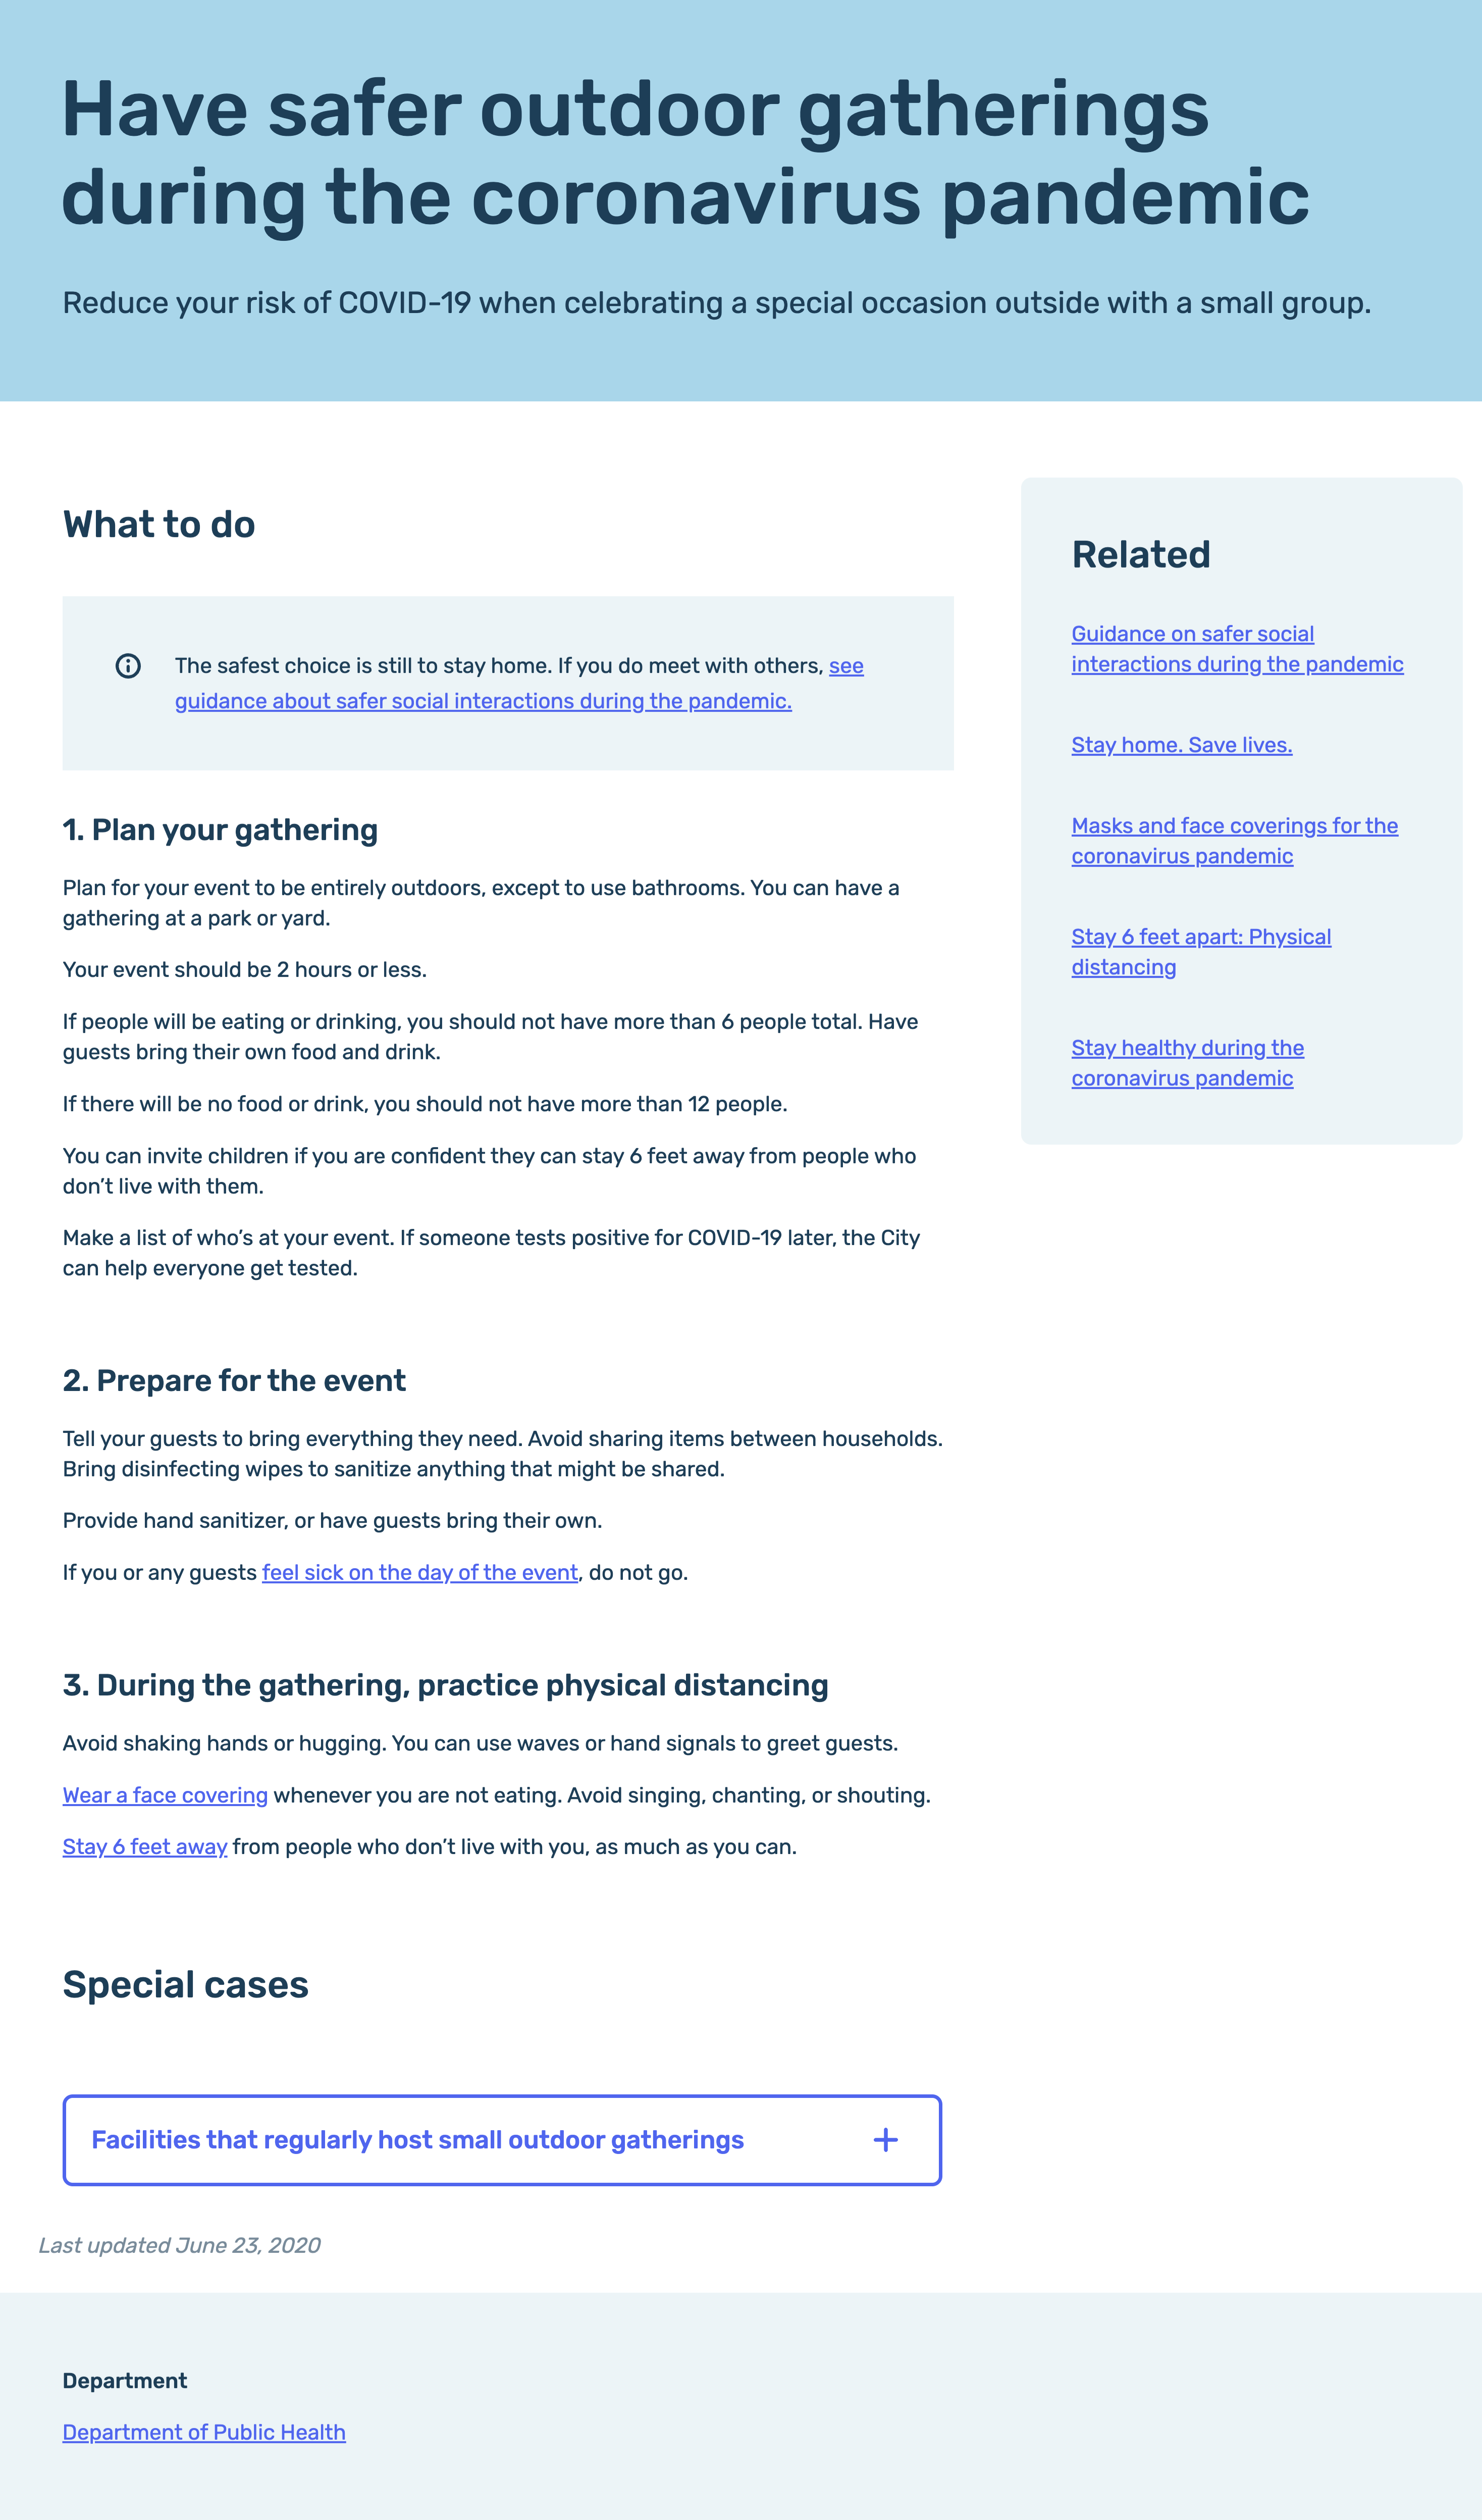 Have safer outdoor gatherings
during the coronavirus pandemic
Reduce your risk of COVID-19 when celebrating a special occasion outside with a small group.
What to do
The safest choice is still to stay home. If you do meet with others, see
guidance about safer social interactions during the pandemic.
1. Plan your gathering
Plan for your event to be entirely outdoors, except to use bathrooms. You can have a
gathering at a park or yard.
Your event should be 2 hours or less.
If people will be eating or drinking, you should not have more than 6 people total. Have
guests bring their own food and drink.
If there will be no food or drink, you should not have more than 12 people.
You can invite children if you are confident they can stay 6 feet away from people who
don’t live with them.
Make a list of who’s at your event. If someone tests positive for COVID-19 later, the City
can help everyone get tested.
2. Prepare for the event
Tell your guests to bring everything they need. Avoid sharing items between households.
Bring disinfecting wipes to sanitize anything that might be shared.
Provide hand sanitizer, or have guests bring their own.
If you or any guests feel sick on the day of the event, do not go.
3. During the gathering, practice physical distancing
Avoid shaking hands or hugging. You can use waves or hand signals to greet guests.
Wear a face covering whenever you are not eating. Avoid singing, chanting, or shouting.
Stay 6 feet away from people who don’t live with you, as much as you can.
Special cases
Facilities that regularly host small outdoor gatherings
Last updated June 23, 2020
Related
Guidance on safer social
interactions during the pandemic
Stay home. Save lives.
Masks and face coverings for the
coronavirus pandemic
Stay 6 feet apart: Physical
distancing
Stay healthy during the
coronavirus pandemic
Department
Department of Public Health